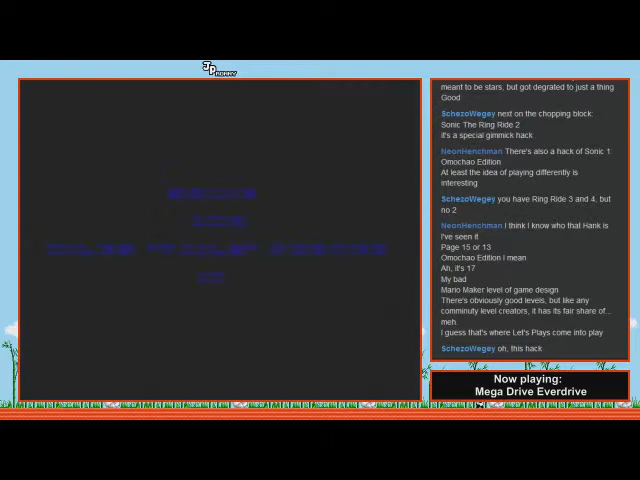 JP
RONNY
meant to be stars, but got degrated to just a thing
Good
SchezoWegey next on the chopping block:
Sonic The Ring Ride 2
it's a special gimmick hack
NeonHenchman There's also a hack of Sonic 1:
Omochao Edition
At least the idea of playing differently is
interesting
SchezoWegey you have Ring Ride 3 and 4, but
no 2
NeonHenchman I think I know who that Hank is
I've seen it
Page 15 or 13
Omochao Edition I mean
Ah, it's 17
My bad
Mario Maker level of game design
There's obviously good levels, but like any
comminuty level creators, it has its fair share of...
meh.
I guess that's where Let's Plays come into play
SchezoWegey oh, this hack
Now playing:
Mega Drive Everdrive